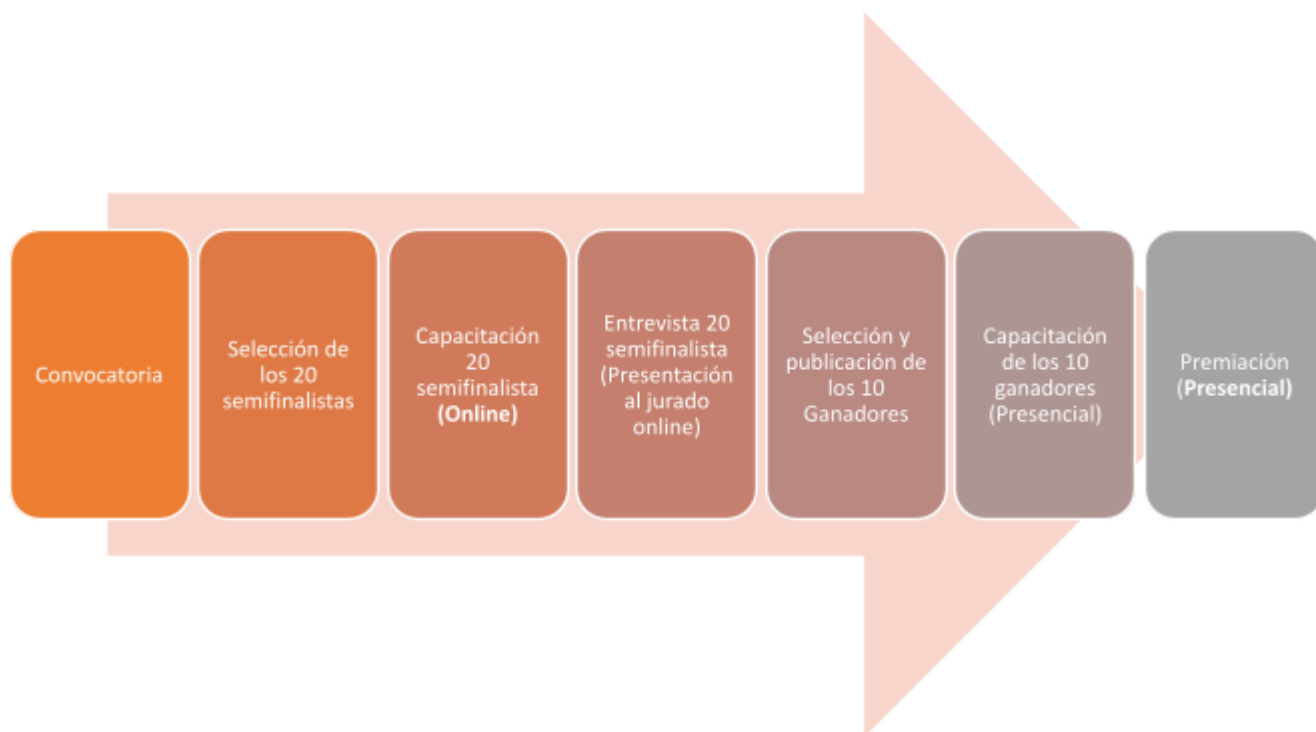 Convocatoria
Selección de
los 20
semifinalistas
Capacitación
20
semifinalista
(Online)
Entrevista 20
semifinalista
(Presentación
al jurado
online)
Selección y
publicación de
los 10
Ganadores
Capacitación
de los 10
ganadores
(Presencial)
Premiación
(Presencial)